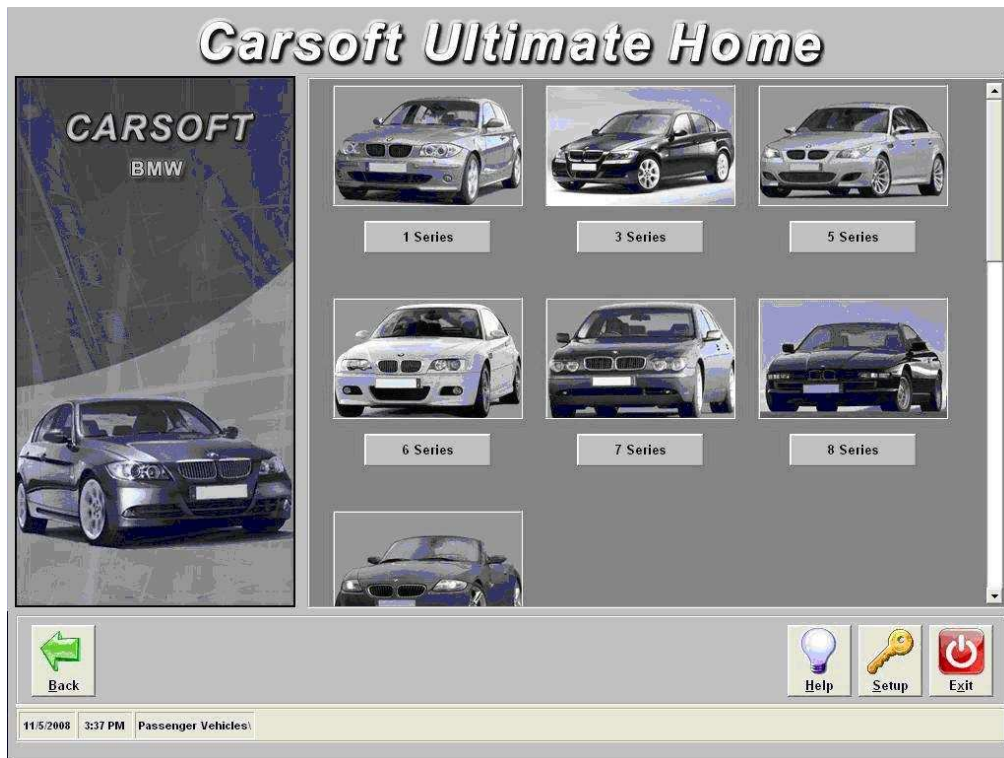 Carsoft Ultimate Home
CARSOFT
BMW
1 Series
3 Series
5 Series
6 Series
7 Series
8 Series
Back
Help
Setup
Exit
11/5/2008
3:37 PM
Passenger Vehicles\